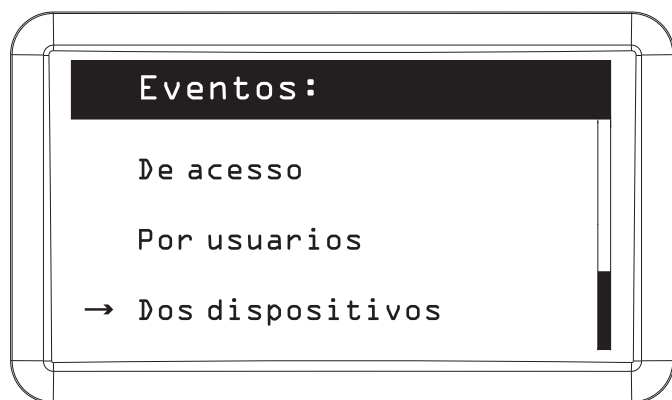 Eventos:
De acesso
Por usuarios
→ Dos dispositivos